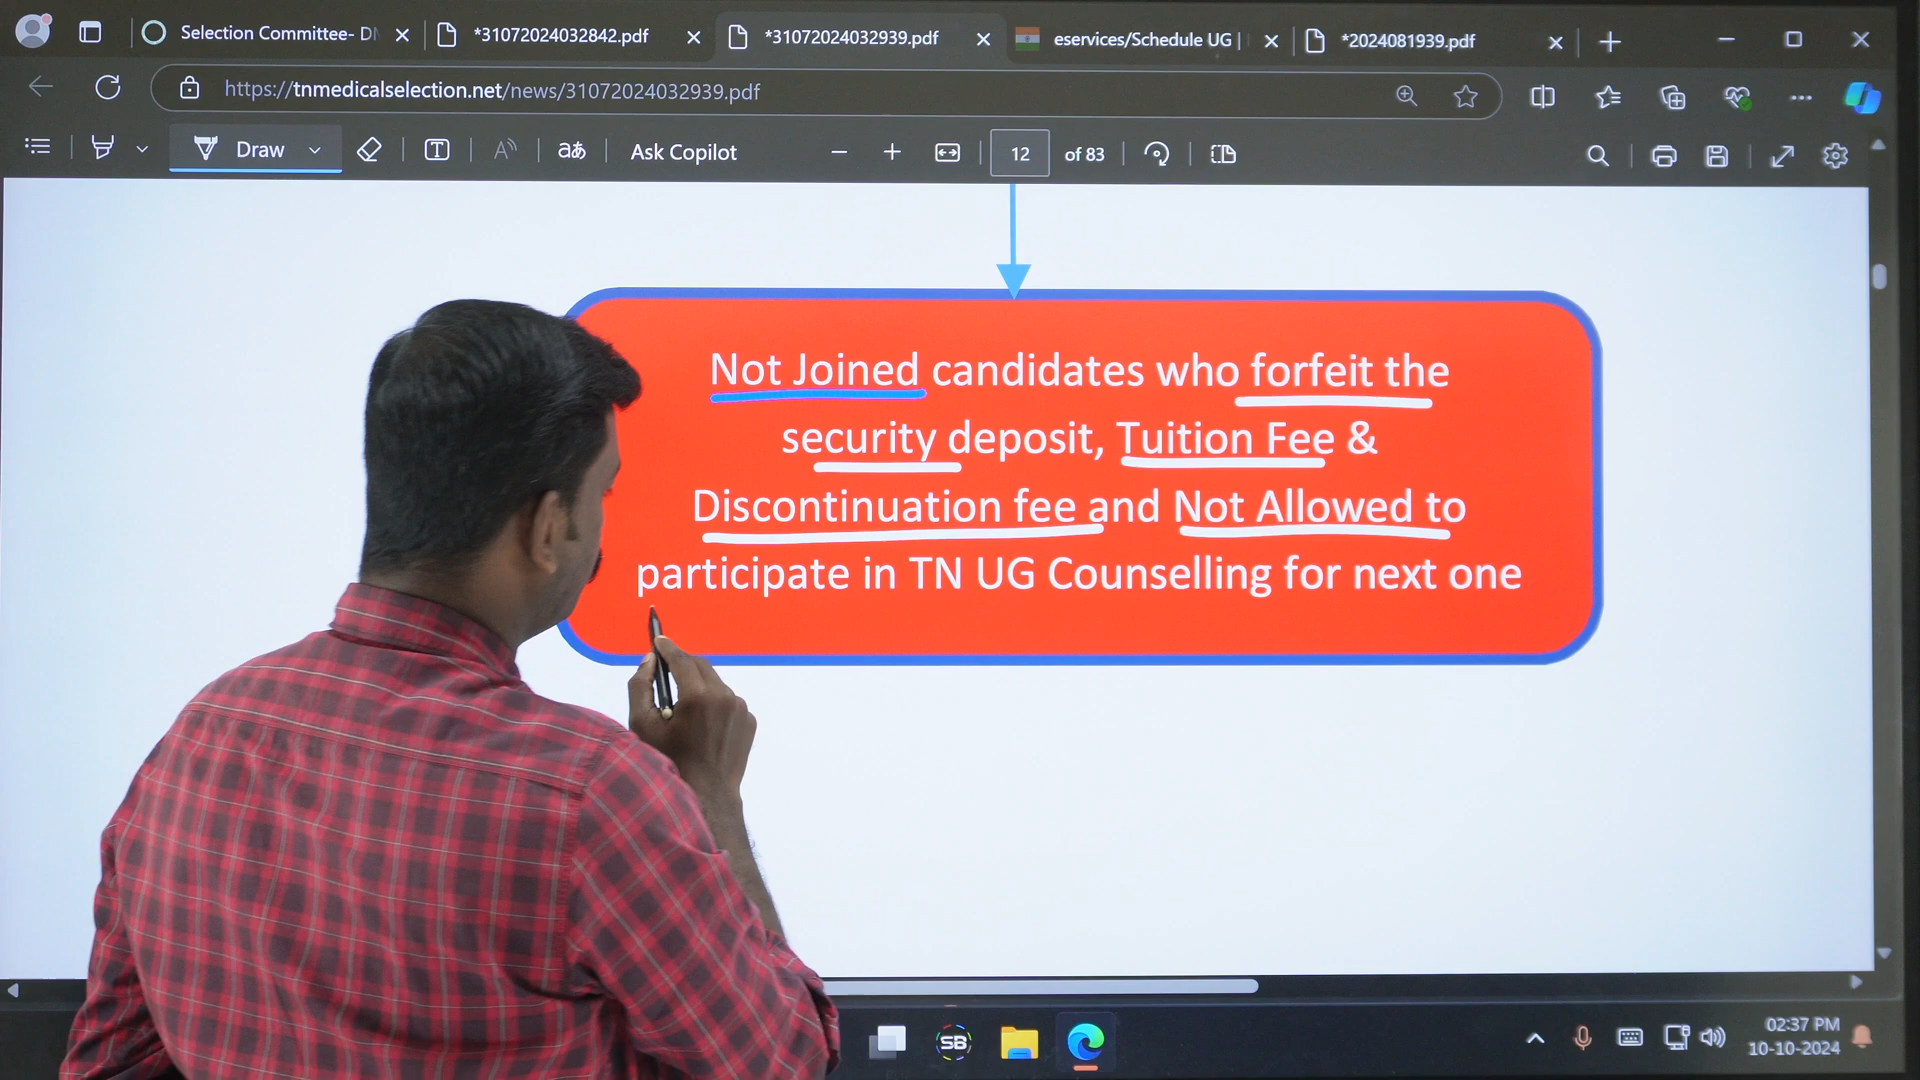 Selection Committee- D
*31072024032842.pdf
*31072024032939.pdf
eservices/Schedule UG |
*2024081939.pdf
https://tnmedicalselection.net/news/31072024032939.pdf
Draw
T
aあ
Ask Copilot
12
of 83
Not Joined candidates who forfeit the
security deposit, Tuition Fee &
Discontinuation fee and Not Allowed to
participate in TN UG Counselling for next one
SB
02:37 PM
10-10-2024